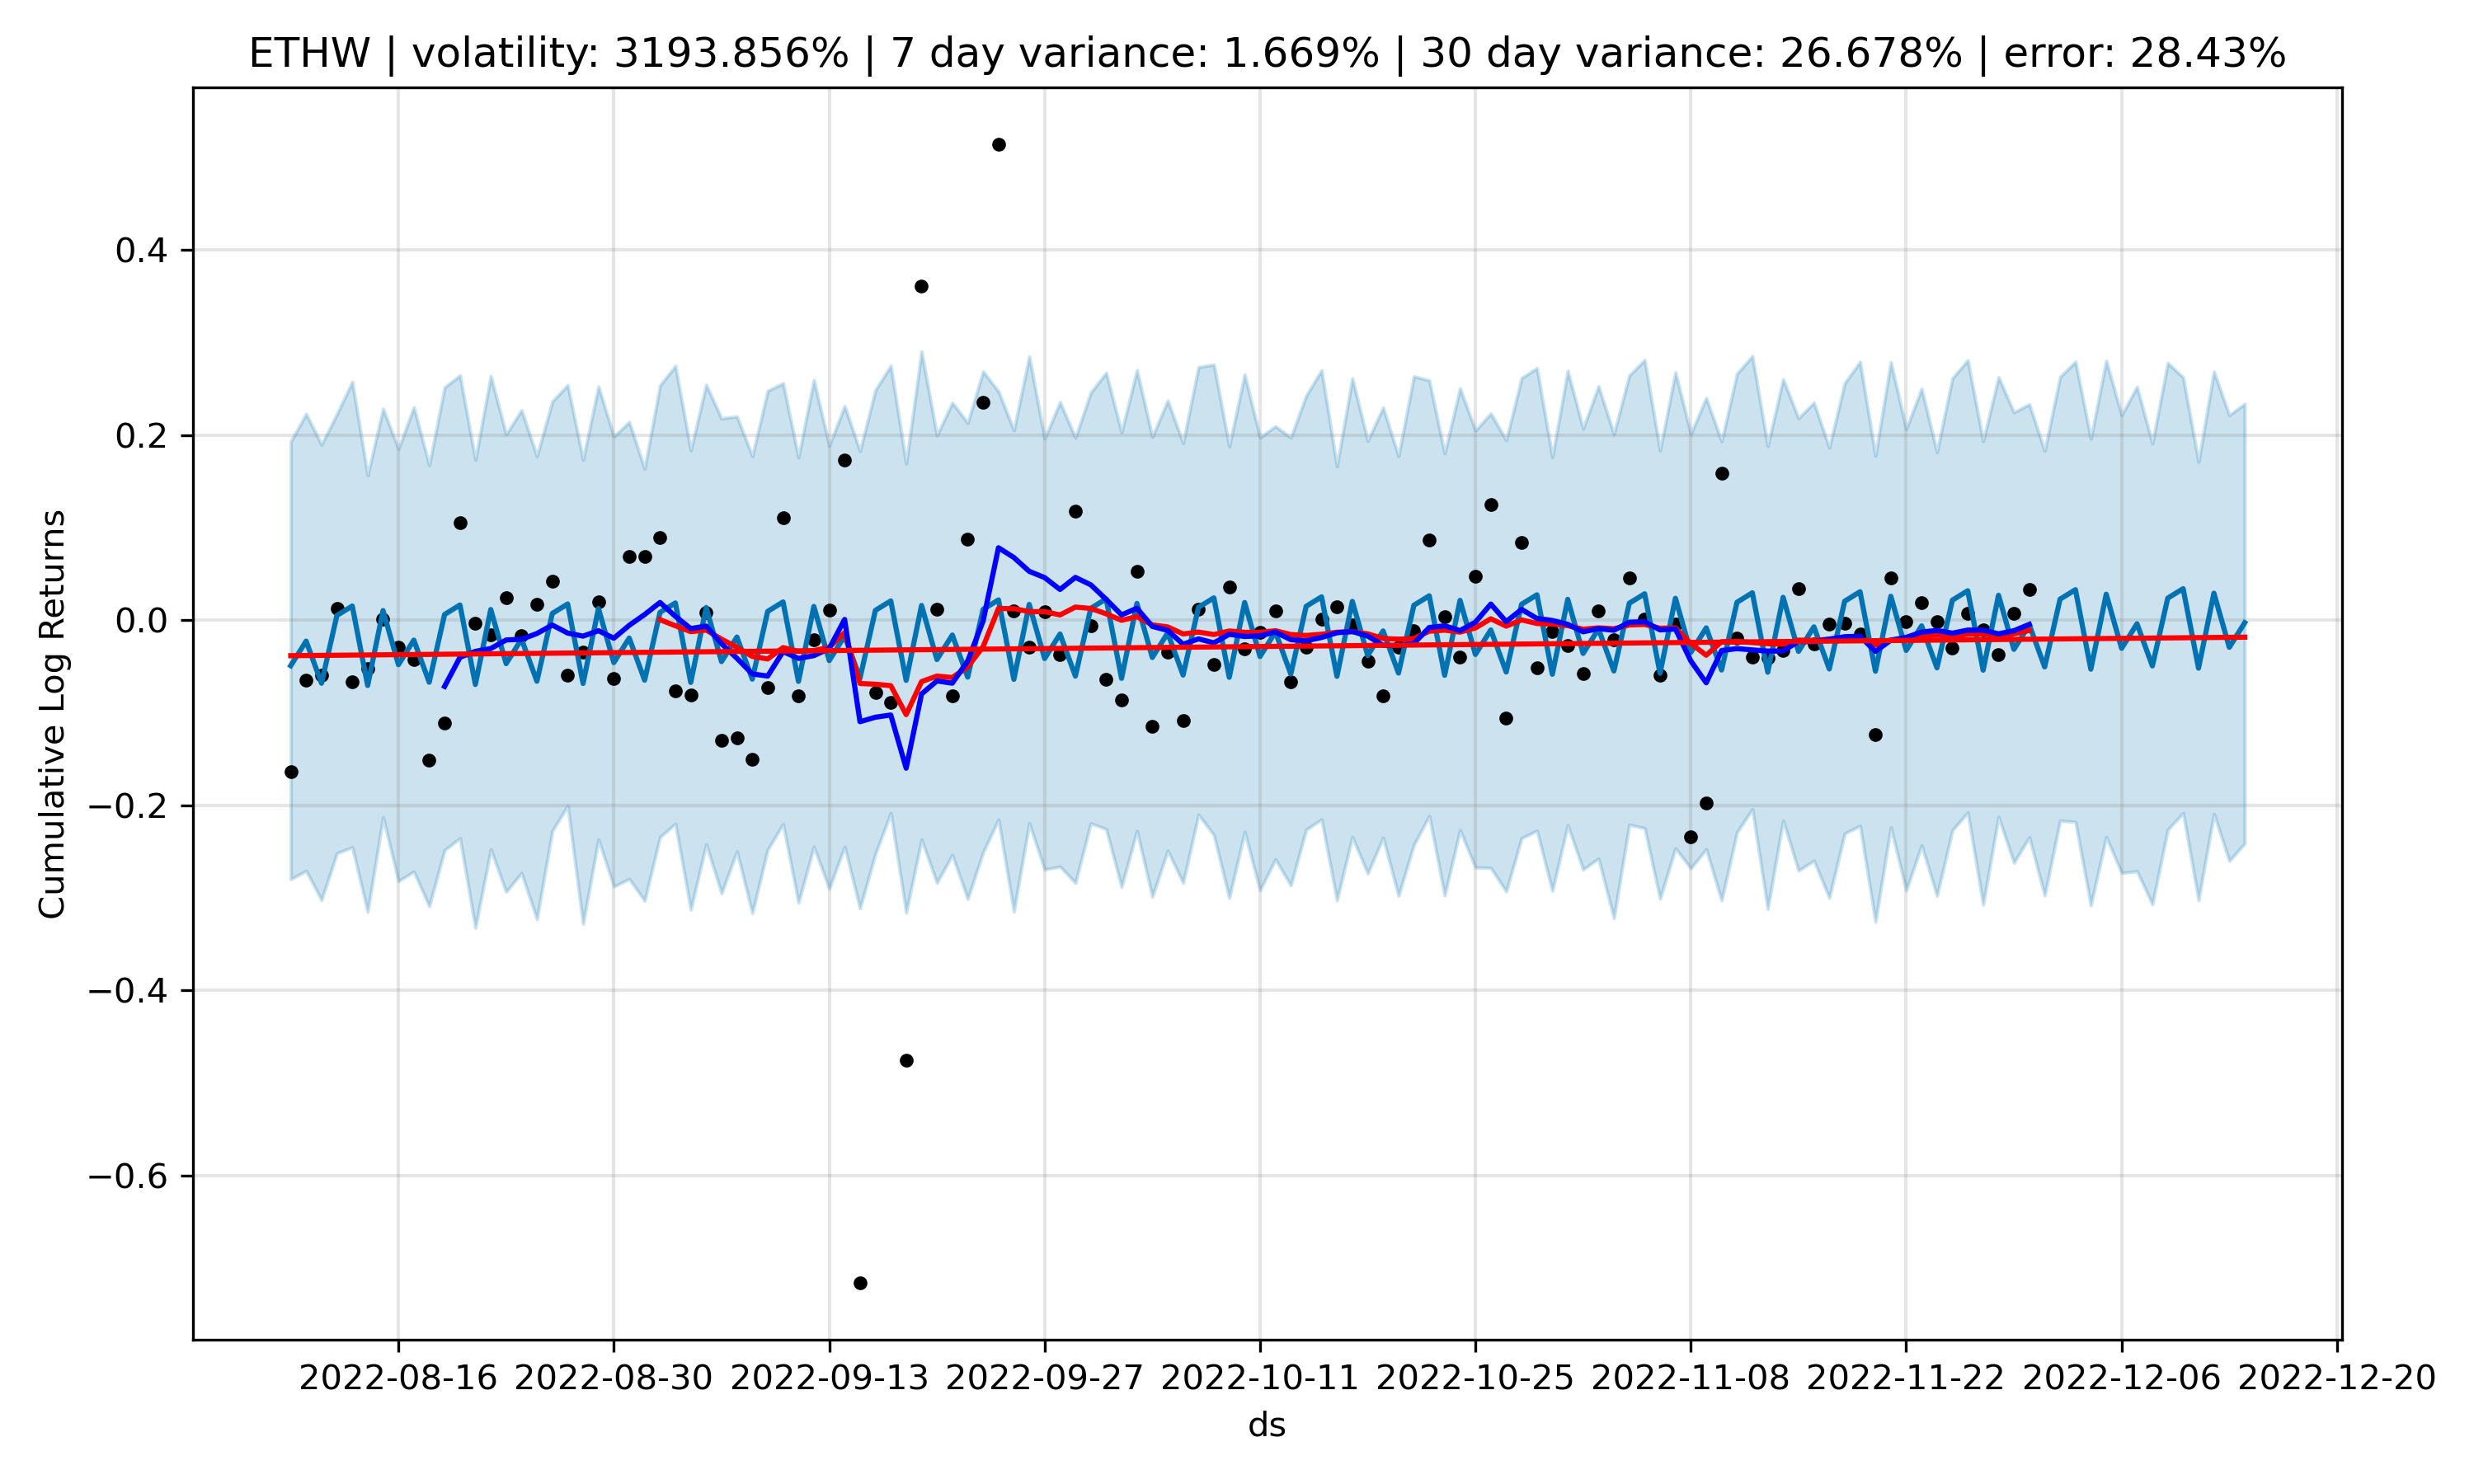 ETHW | volatility: 3193.856% | 7 day variance: 1.669% | 30 day variance: 26.678% | error: 28.43%
0.4
0.2
0.0
−0.2
−0.4
−0.6
Cumulative Log Returns
2022-08-16 2022-08-30 2022-09-13 2022-09-27 2022-10-11 2022-10-25 2022-11-08 2022-11-22 2022-12-06 2022-12-20
ds